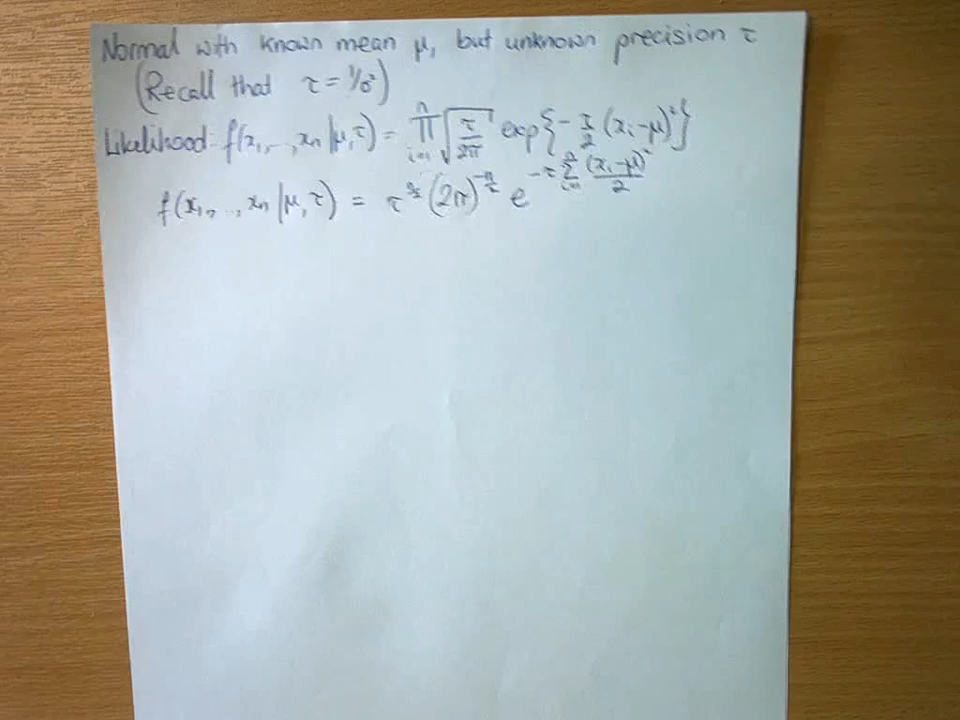 Normal with known mean μ, but unknown precision τ
(Recall that τ = 1/σ²)
Likelihood: f(x₁,...,xₙ|μ,τ) = ∏ᵢ₌₁ⁿ √(τ/2π) exp{-τ/2 (xᵢ-μ)²}
f(x₁,...,xₙ|μ,τ) = τ^(n/2) (2π)^(-n/2) e^(-τ ∑ᵢ₌₁ⁿ (xᵢ-μ)²/2)